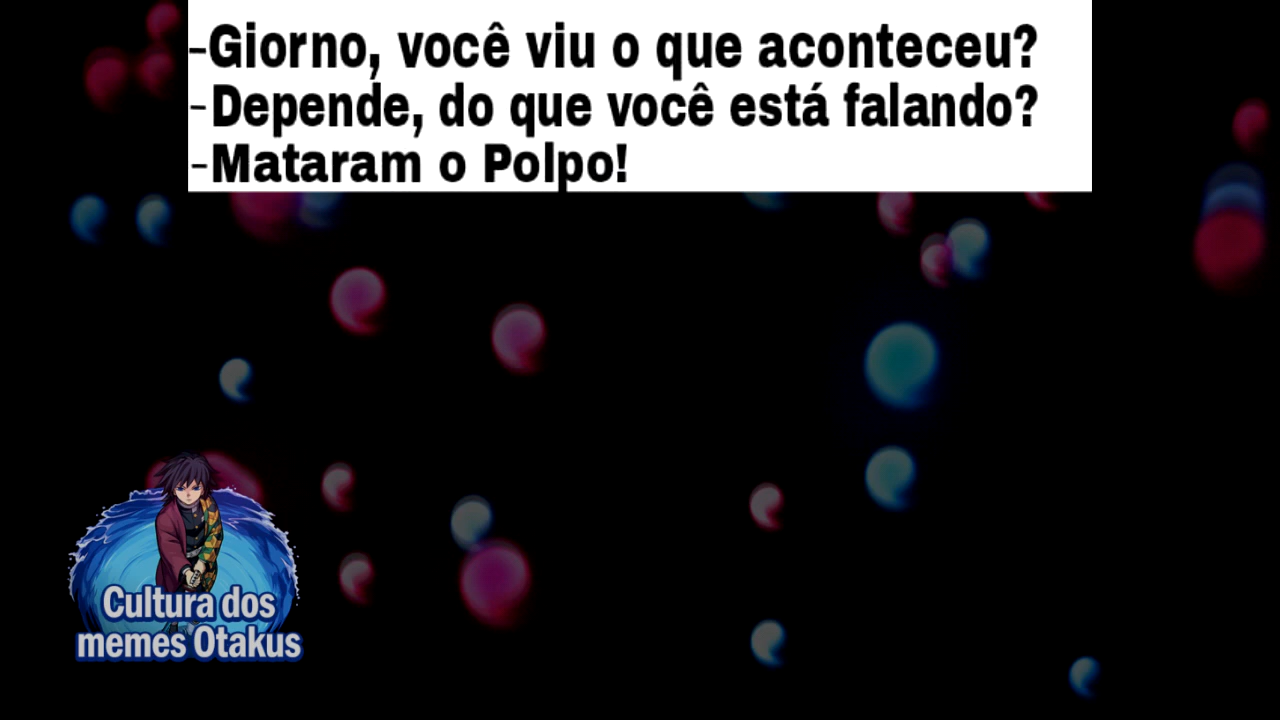 -Giorno, você viu o que aconteceu?
-Depende, do que você está falando?
-Mataram o Polpo!
Cultura dos
memes Otakus